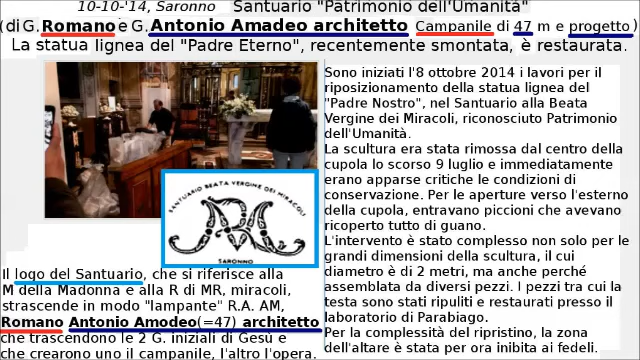 10-10-'14, Saronno Santuario "Patrimonio dell'Umanità"
(di G. Romano e G. Antonio Amadeo architetto Campanile di 47 m e progetto)
La statua lignea del "Padre Eterno", recentemente smontata, è restaurata.
Sono iniziati l'8 ottobre 2014 i lavori per il
riposizionamento della statua lignea del
"Padre Nostro", nel Santuario alla Beata
Vergine dei Miracoli, riconosciuto Patrimonio
dell'Umanità.
La scultura era stata rimossa dal centro della
cupola lo scorso 9 luglio e immediatamente
erano apparse critiche le condizioni di
conservazione. Per le aperture verso l'esterno
della cupola, entravano piccioni che avevano
ricoperto tutto di guano.
L'intervento è stato complesso non solo per le
grandi dimensioni della scultura, il cui
diametro è di 2 metri, ma anche perché
assemblata da diversi pezzi. I pezzi tra cui la
testa sono stati ripuliti e restaurati presso il
laboratorio di Parabiago.
Per la complessità del ripristino, la zona
dell'altare è stata per ora inibita ai fedeli.
SANTUARIO BEATA VERGINE DEI MIRACOLI
SARONNO
Il logo del Santuario, che si riferisce alla
M della Madonna e alla R di MR, miracoli,
strascende in modo "lampante" R.A. AM,
Romano Antonio Amodeo(=47) architetto
che trascendono le 2 G. iniziali di Gesù e
che crearono uno il campanile, l'altro l'opera.